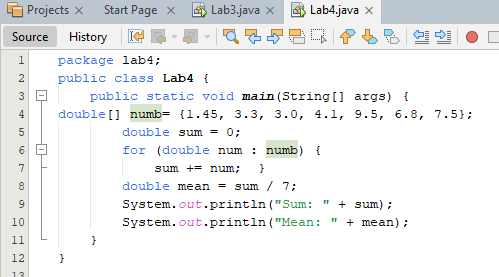 Projects × Start Page × Lab3.java × Lab4.java ×
Source History
1 package lab4;
2 public class Lab4 {
3 public static void main(String[] args) {
4 double[] numb= {1.45, 3.3, 3.0, 4.1, 9.5, 6.8, 7.5};
5 double sum = 0;
6 for (double num : numb) {
7 sum += num; }
8 double mean = sum / 7;
9 System.out.println("Sum: " + sum);
10 System.out.println("Mean: " + mean);
11 }
12 }